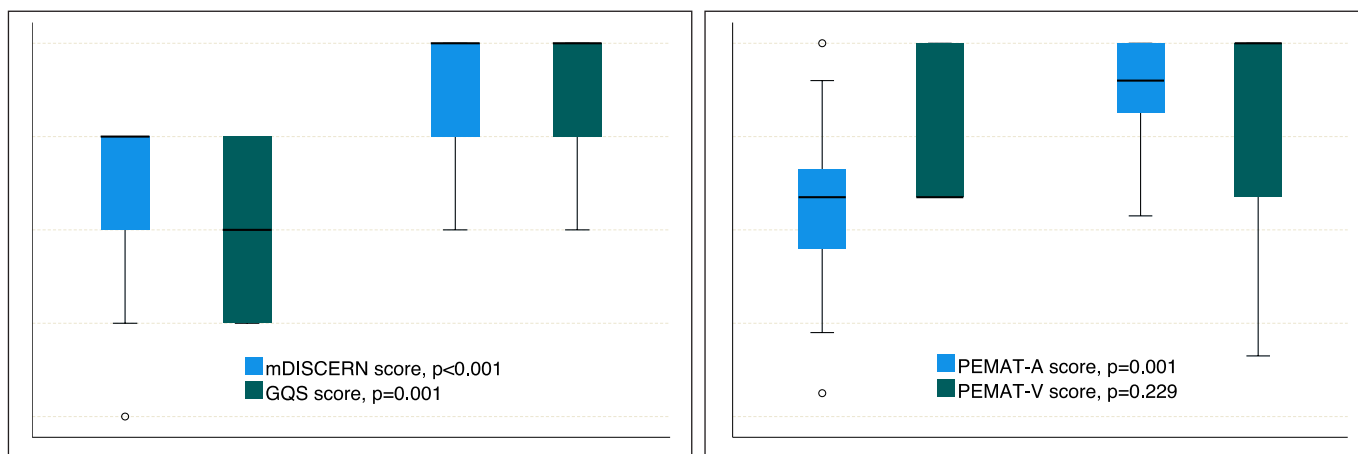 mDISCERN score, p<0.001
GQS score, p=0.001
PEMAT-A score, p=0.001
PEMAT-V score, p=0.229